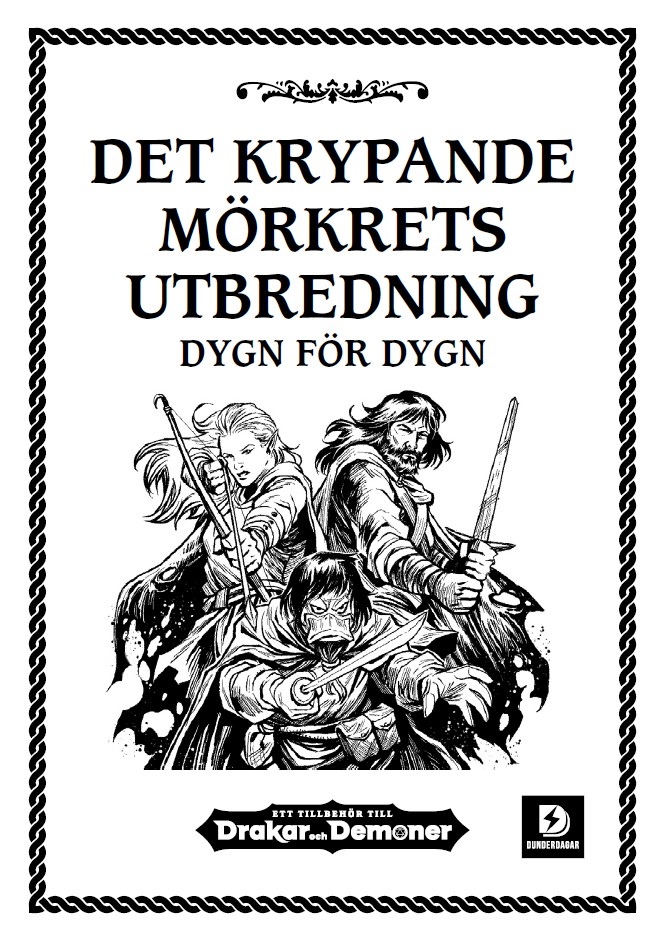 DET KRYPANDE
MÖRKRETS
UTBREDNING
DYGN FÖR DYGN
ETT TILLBEHÖR TILL
Drakar och Demoner
D
DUNDERDAGAR